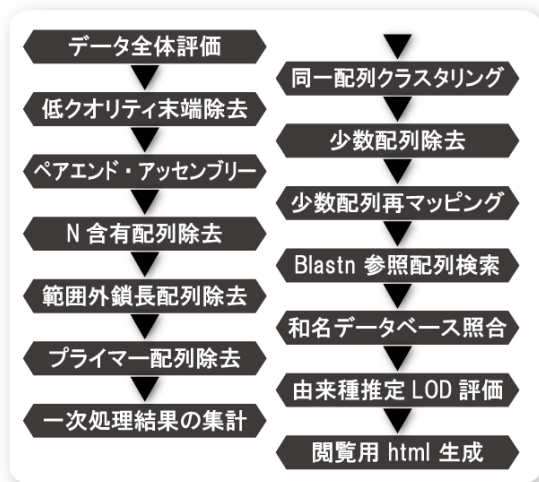 データ全体評価
低クオリティ末端除去
ペアエンド・アッセンブリー
N 含有配列除去
範囲外鎖長配列除去
プライマー配列除去
一次処理結果の集計
同一配列クラスタリング
少数配列除去
少数配列再マッピング
Blastn 参照配列検索
和名データベース照合
由来種推定 LOD 評価
閲覧用 html 生成